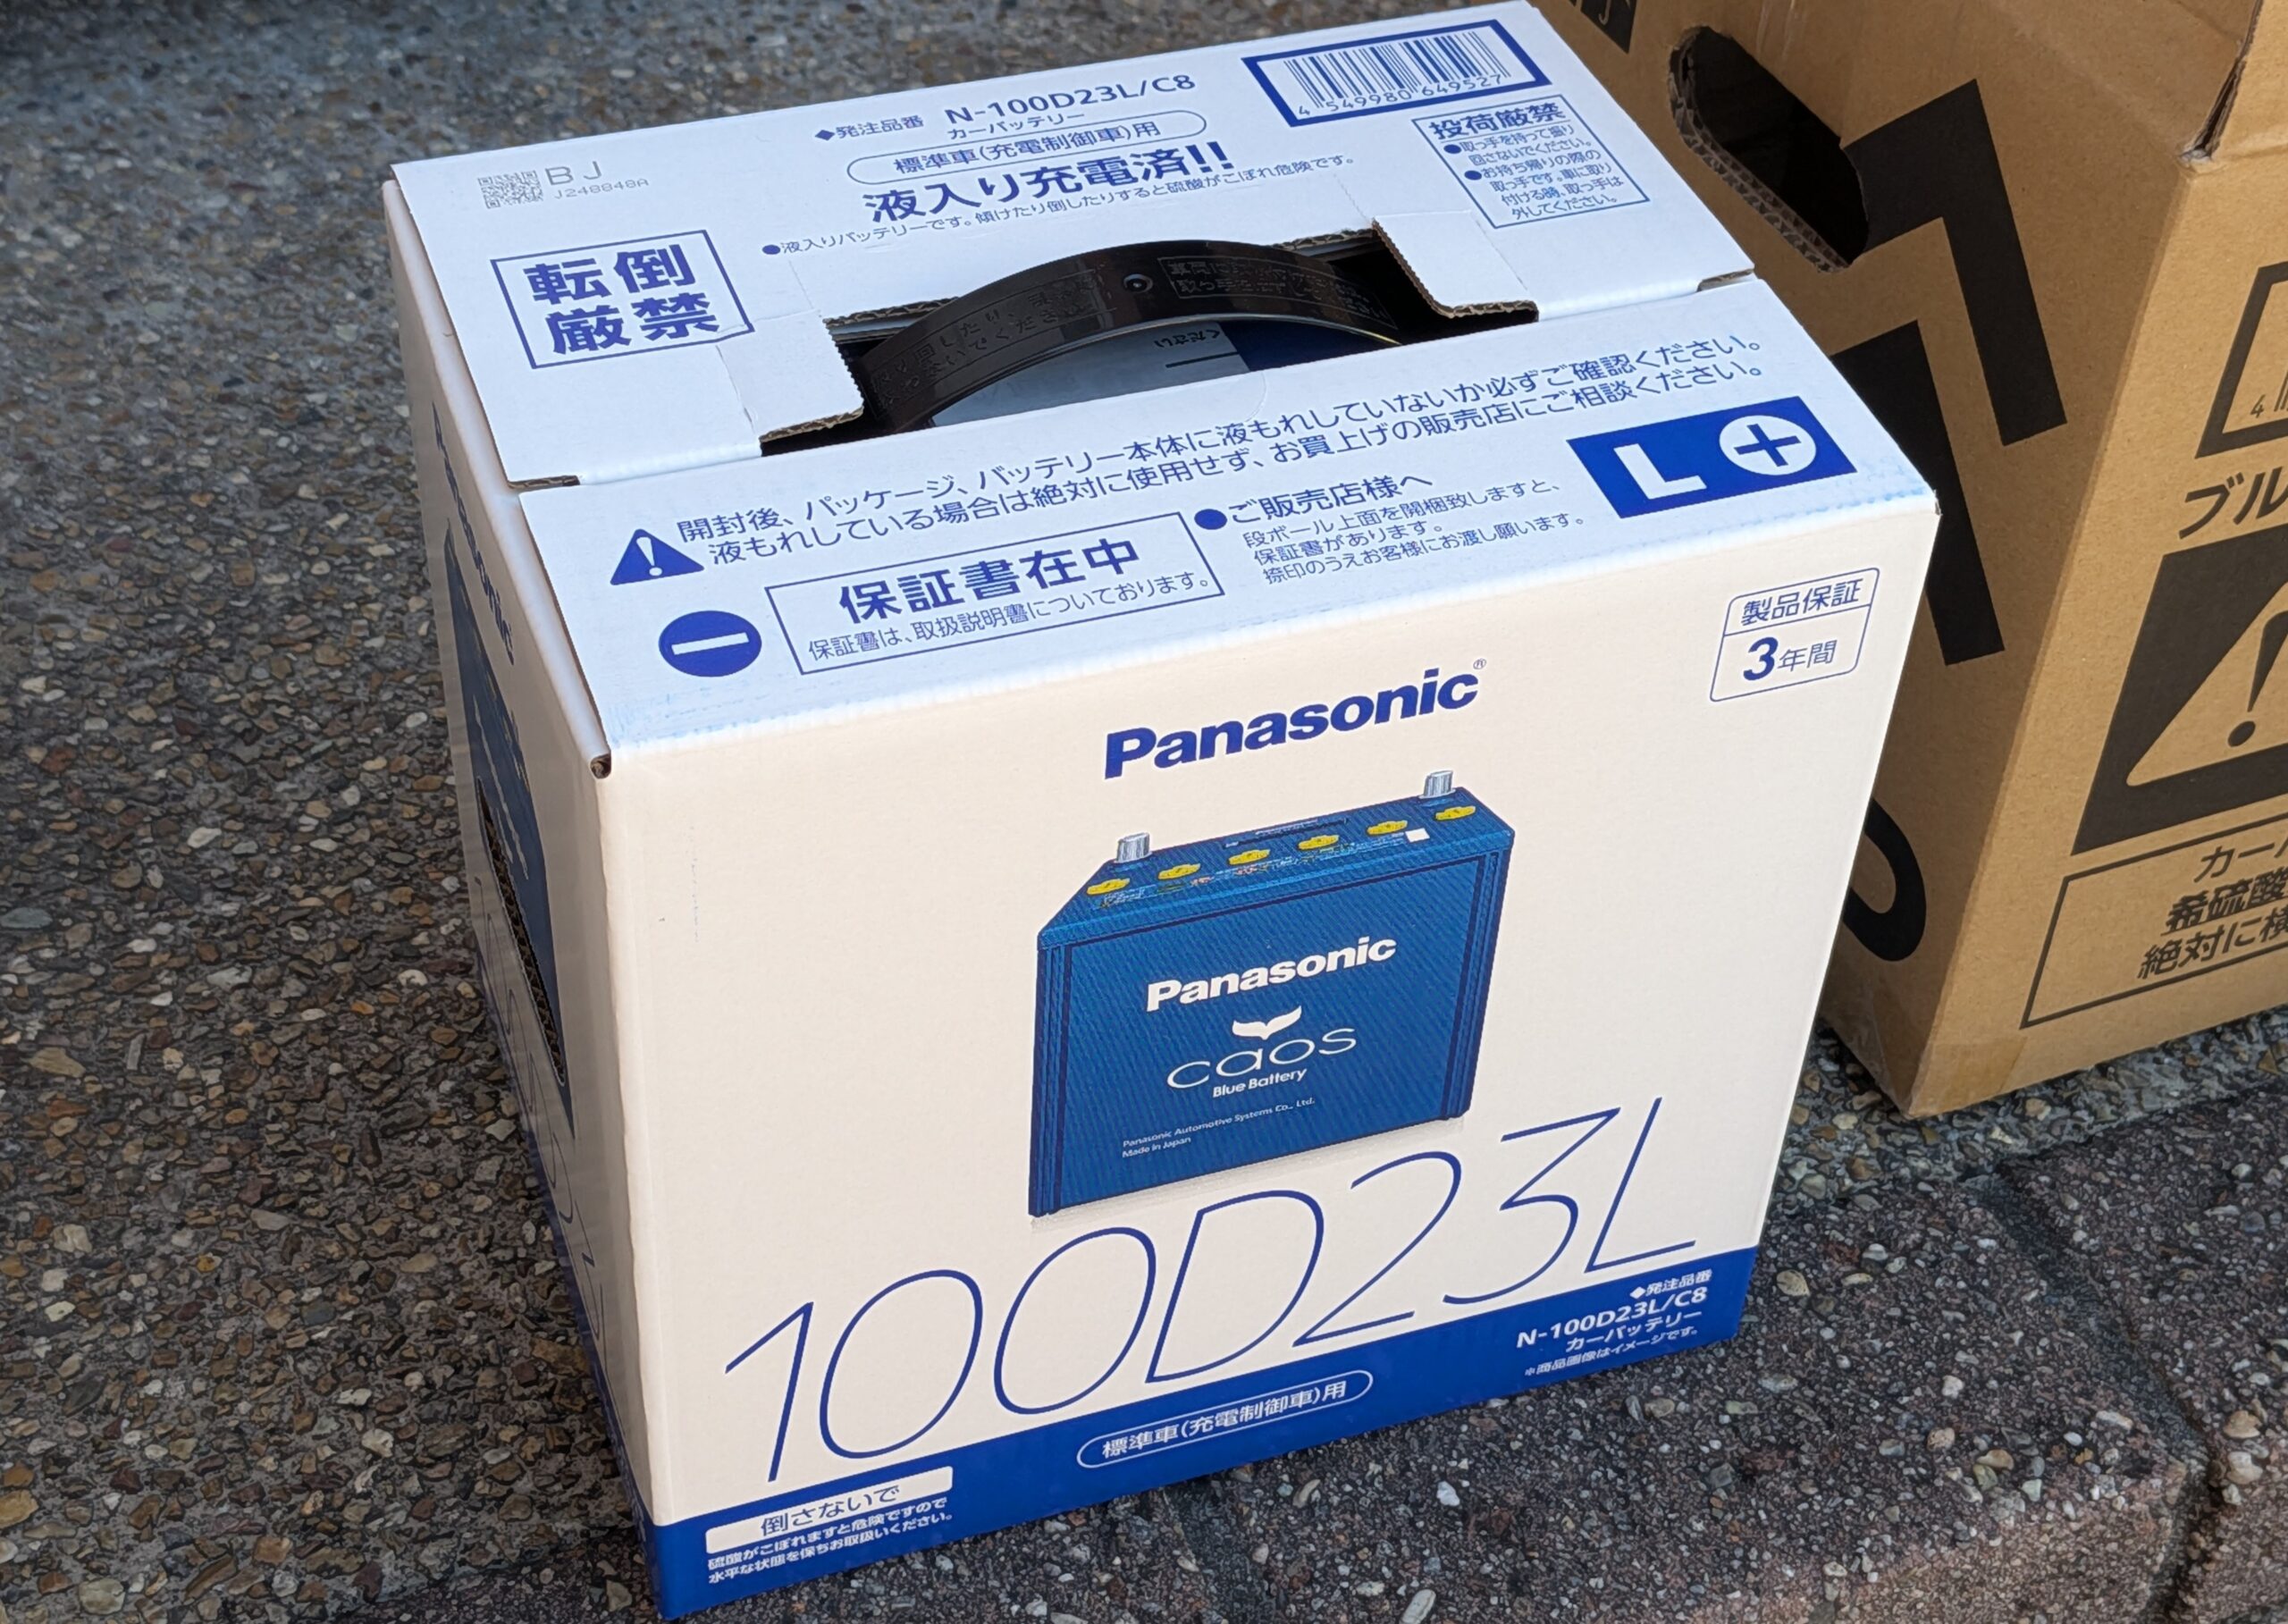 ◆発注品番 N-100D23L/C8
カーバッテリー
標準車(充電制御車)用
液入り充電済!!
●液入りバッテリーです。傾けたり倒したりすると硫酸がこぼれ危険です。
4 549980 649527
投荷厳禁
●取っ手を持って振り
回さないでください。
●お持ち帰りの際の
取っ手です。車に取り
付ける時、取っ手は
外してください。
BJ
J248848A
転倒
厳禁
ください
開封後、パッケージ、バッテリー本体に液もれしていないか必ずご確認ください。
液もれしている場合は絶対に使用せず、お買上げの販売店にご相談ください。
L+
保証書在中
保証書は、取扱説明書についております。
●ご販売店様へ
段ボール上面を開梱致しますと、
保証書があります。
捺印のうえお客様にお渡し願います。
製品保証
3年間
Panasonic®
Panasonic
caos
Blue Battery
Panasonic Automotive Systems Co., Ltd.
Made in Japan
100D23L
◆発注品番
N-100D23L/C8
カーバッテリー
※商品画像はイメージです。
標準車(充電制御車)用
倒さないで
硫酸がこぼれますと危険ですので
水平な状態を保ちお取扱いください。
Panasonic
ブル
カー
希硫酸
絶対に横